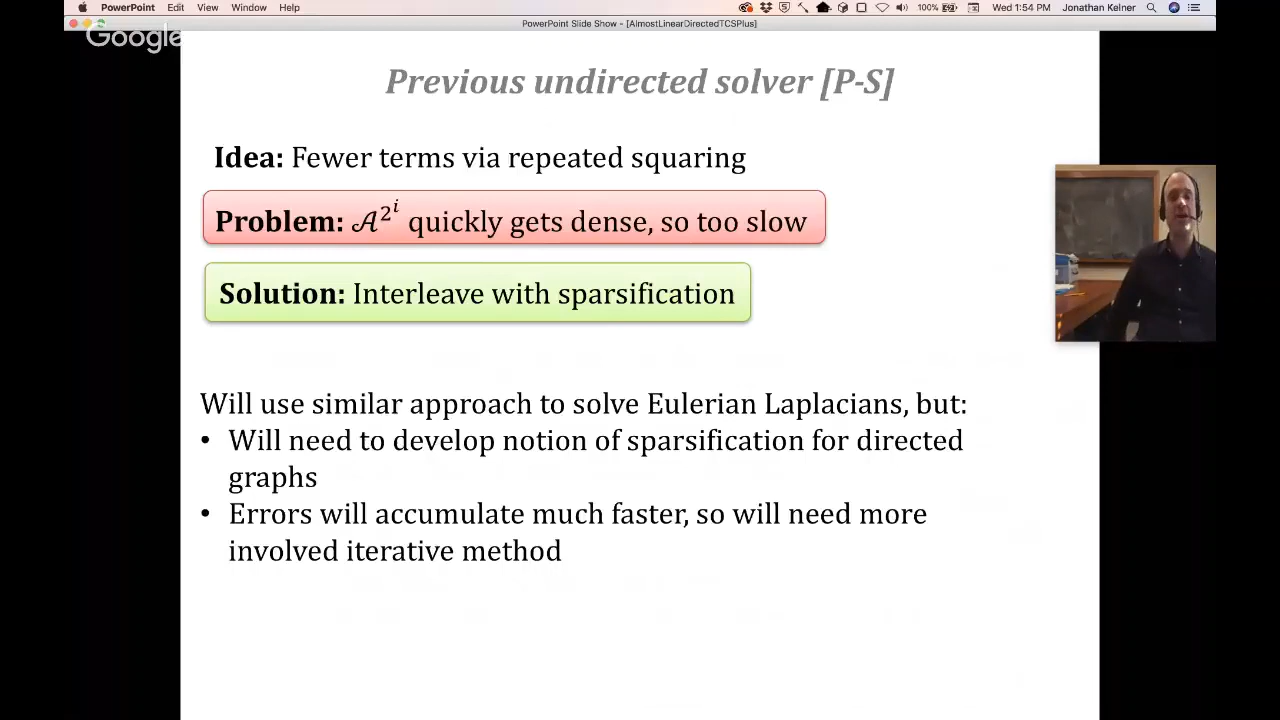 PowerPoint Edit View Window Help 100% Wed 1:54 PM Jonathan Kelner
PowerPoint Slide Show - [AlmostLinearDirectedTCSPlus]
Google
Previous undirected solver [P-S]
Idea: Fewer terms via repeated squaring
Problem: 𝒜^{2^i} quickly gets dense, so too slow
Solution: Interleave with sparsification
Will use similar approach to solve Eulerian Laplacians, but:
• Will need to develop notion of sparsification for directed
graphs
• Errors will accumulate much faster, so will need more
involved iterative method